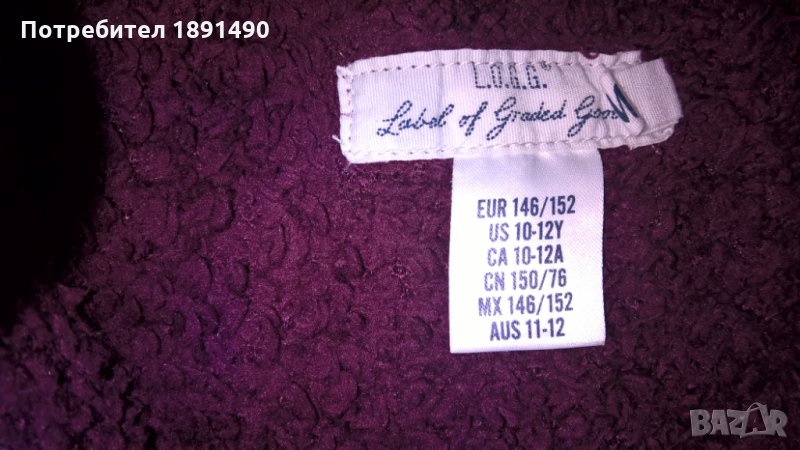 Потребител 1891490
L.O.G.G.
Label of Graded Goods
EUR 146/152
US 10-12Y
CA 10-12A
CN 150/76
MX 146/152
AUS 11-12
BAZAR